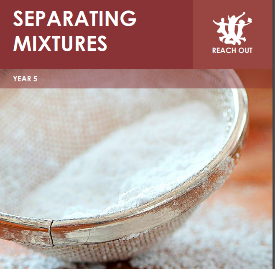 SEPARATING
MIXTURES
REACH OUT
YEAR 5